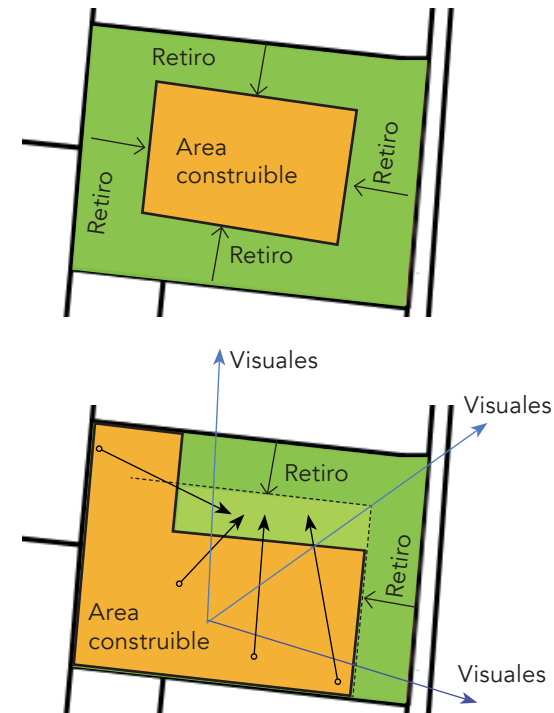 Retiro
Area
construible
Retiro
Retiro
Retiro
Visuales
Visuales
Retiro
Retiro
Area
construible
Visuales